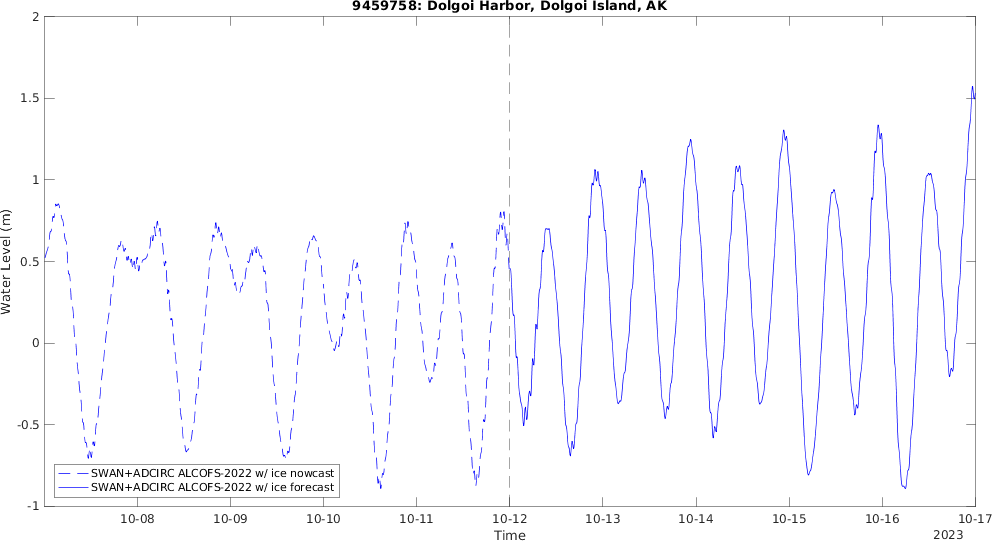 9459758: Dolgoi Harbor, Dolgoi Island, AK
2
1.5
1
0.5
0
-0.5
-1
Water Level (m)
SWAN+ADCIRC ALCOFS-2022 w/ ice nowcast
SWAN+ADCIRC ALCOFS-2022 w/ ice forecast
10-08 10-09 10-10 10-11 10-12 10-13 10-14 10-15 10-16 10-17
Time
2023